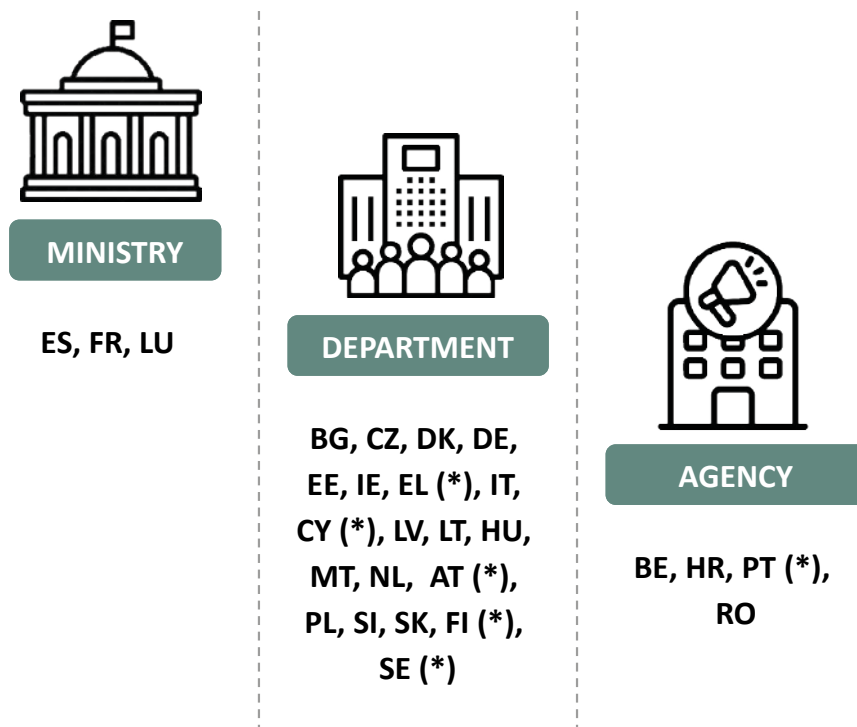 MINISTRY
ES, FR, LU
DEPARTMENT
BG, CZ, DK, DE,
EE, IE, EL (*), IT,
CY (*), LV, LT, HU,
MT, NL, AT (*),
PL, SI, SK, FI (*),
SE (*)
AGENCY
BE, HR, PT (*),
RO